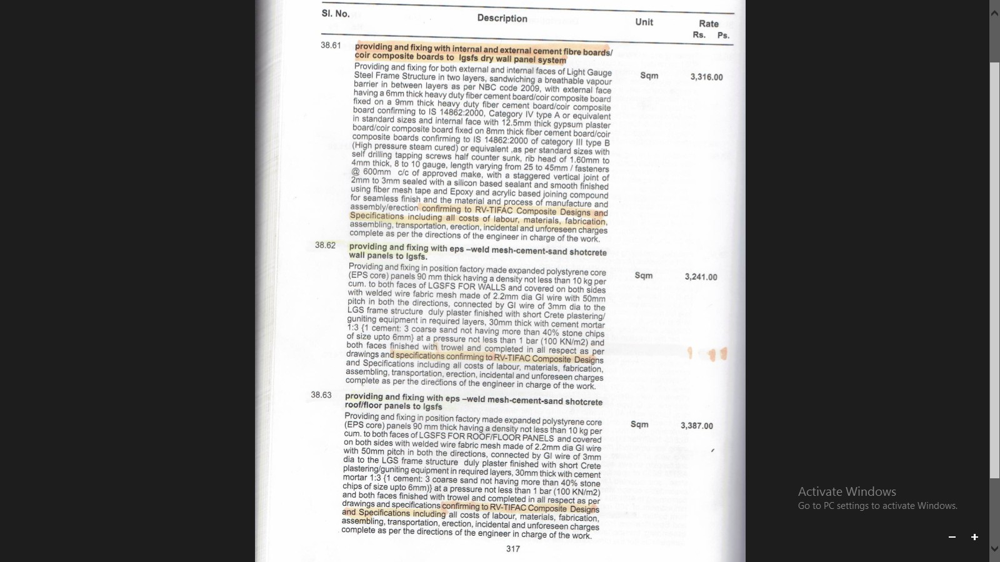 Sl. No.
Description
Unit
Rate
Rs. Ps.
38.61 providing and fixing with internal and external cement fibre boards/
coir composite boards to lgsfs dry wall panel system
Providing and fixing for both external and internal faces of Light Gauge
Sqm 3,316.00
Steel Frame Structure in two layers, sandwiching a breathable vapour
barrier in between layers as per NBC code 2009, with external face
having a 6mm thick heavy duty fiber cement board/coir composite board
fixed on a 9mm thick heavy duty fiber cement board/coir composite
board confirming to IS 14862:2000, Category IV type A or equivalent
in standard sizes and internal face with 12.5mm thick gypsum plaster
board/coir composite board fixed on 8mm thick fiber cement board/coir
composite boards confirming to IS 14862:2000 of category III type B
(High pressure steam cured) or equivalent ,as per standard sizes with
self drilling tapping screws half counter sunk, rib head of 1.60mm to
4mm thick, 8 to 10 gauge, length varying from 25 to 45mm / fasteners
@ 600mm c/c of approved make, with a staggered vertical joint of
2mm to 3mm sealed with a silicon based sealant and smooth finished
using fiber mesh tape and Epoxy and acrylic based joining compound
for seamless finish and the material and process of manufacture and
assembly/erection confirming to RV-TIFAC Composite Designs and
Specifications including all costs of labour, materials, fabrication,
assembling, transportation, erection, incidental and unforeseen charges
complete as per the directions of the engineer in charge of the work.
38.62 providing and fixing with eps –weld mesh-cement-sand shotcrete
wall panels to lgsfs.
Providing and fixing in position factory made expanded polystyrene core
Sqm 3,241.00
(EPS core) panels 90 mm thick having a density not less than 10 kg per
cum. to both faces of LGSFS FOR WALLS and covered on both sides
with welded wire fabric mesh made of 2.2mm dia GI wire with 50mm
pitch in both the directions, connected by GI wire of 3mm dia to the
LGS frame structure duly plaster finished with short Crete plastering/
guniting equipment in required layers, 30mm thick with cement mortar
1:3 {1 cement: 3 coarse sand not having more than 40% stone chips
of size upto 6mm} at a pressure not less than 1 bar (100 KN/m2) and
both faces finished with trowel and completed in all respect as per
drawings and specifications confirming to RV-TIFAC Composite Designs
and Specifications including all costs of labour, materials, fabrication,
assembling, transportation, erection, incidental and unforeseen charges
complete as per the directions of the engineer in charge of the work.
38.63 providing and fixing with eps –weld mesh-cement-sand shotcrete
roof/floor panels to lgsfs
Providing and fixing in position factory made expanded polystyrene core
Sqm 3,387.00
(EPS core) panels 90 mm thick having a density not less than 10 kg per
cum. to both faces of LGSFS FOR ROOF/FLOOR PANELS and covered
on both sides with welded wire fabric mesh made of 2.2mm dia GI wire
with 50mm pitch in both the directions, connected by GI wire of 3mm
dia to the LGS frame structure duly plaster finished with short Crete
plastering/guniting equipment in required layers, 30mm thick with cement
mortar 1:3 {1 cement: 3 coarse sand not having more than 40% stone
chips of size upto 6mm)} at a pressure not less than 1 bar (100 KN/m2)
and both faces finished with trowel and completed in all respect as per
drawings and specifications confirming to RV-TIFAC Composite Designs
and Specifications including all costs of labour, materials, fabrication,
assembling, transportation, erection, incidental and unforeseen charges
complete as per the directions of the engineer in charge of the work.
317
Activate Windows
Go to PC settings to activate Windows.